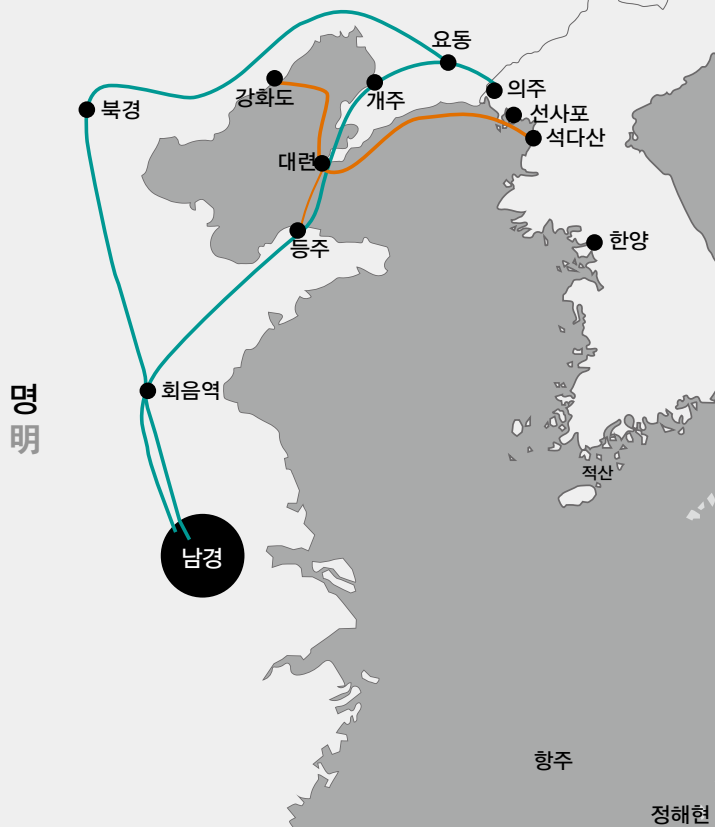 요동
강화도
개주
의주
북경
선사포
석다산
대련
한양
등주
회음역
명
明
적산
남경
항주
정해현